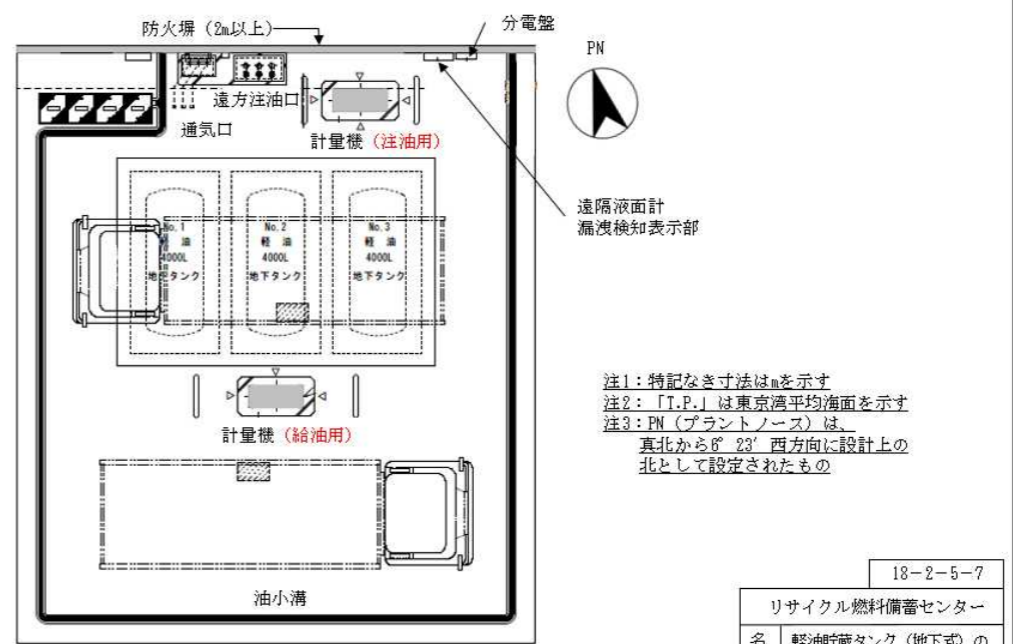 防火塀（2m以上）
分電盤
PN
遠方注油口
通気口
計量機（注油用）
遠隔液面計
漏洩検知表示部
No.1
軽 油
4000L
地下タンク
No.2
軽 油
4000L
地下タンク
No.3
軽 油
4000L
地下タンク
計量機（給油用）
注1：特記なき寸法はmを示す
注2：「T.P.」は東京湾平均海面を示す
注3：PN（プラントノース）は、
真北から6°23′西方向に設計上の
北として設定されたもの
油小溝
18－2－5－7
リサイクル燃料備蓄センター
名
軽油貯蔵タンク（地下式）の